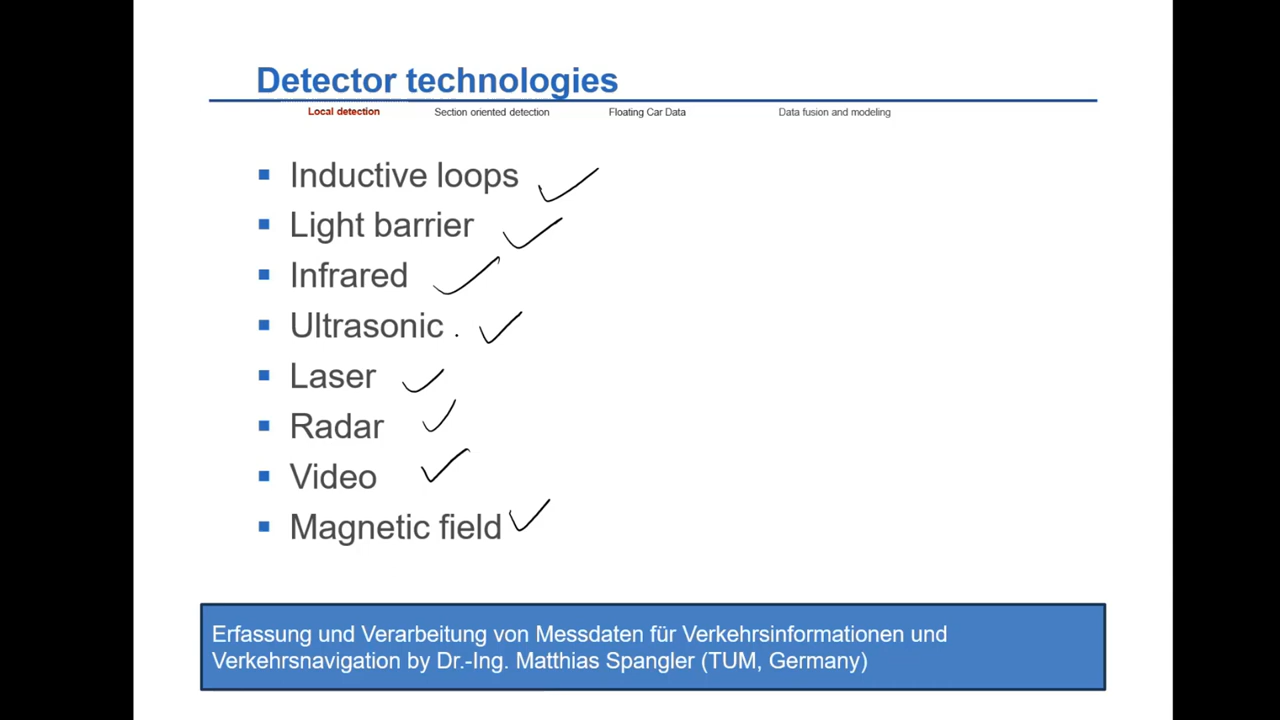 Detector technologies
Local detection Section oriented detection Floating Car Data Data fusion and modeling
Inductive loops
Light barrier
Infrared
Ultrasonic
Laser
Radar
Video
Magnetic field
Erfassung und Verarbeitung von Messdaten für Verkehrsinformationen und
Verkehrsnavigation by Dr.-Ing. Matthias Spangler (TUM, Germany)